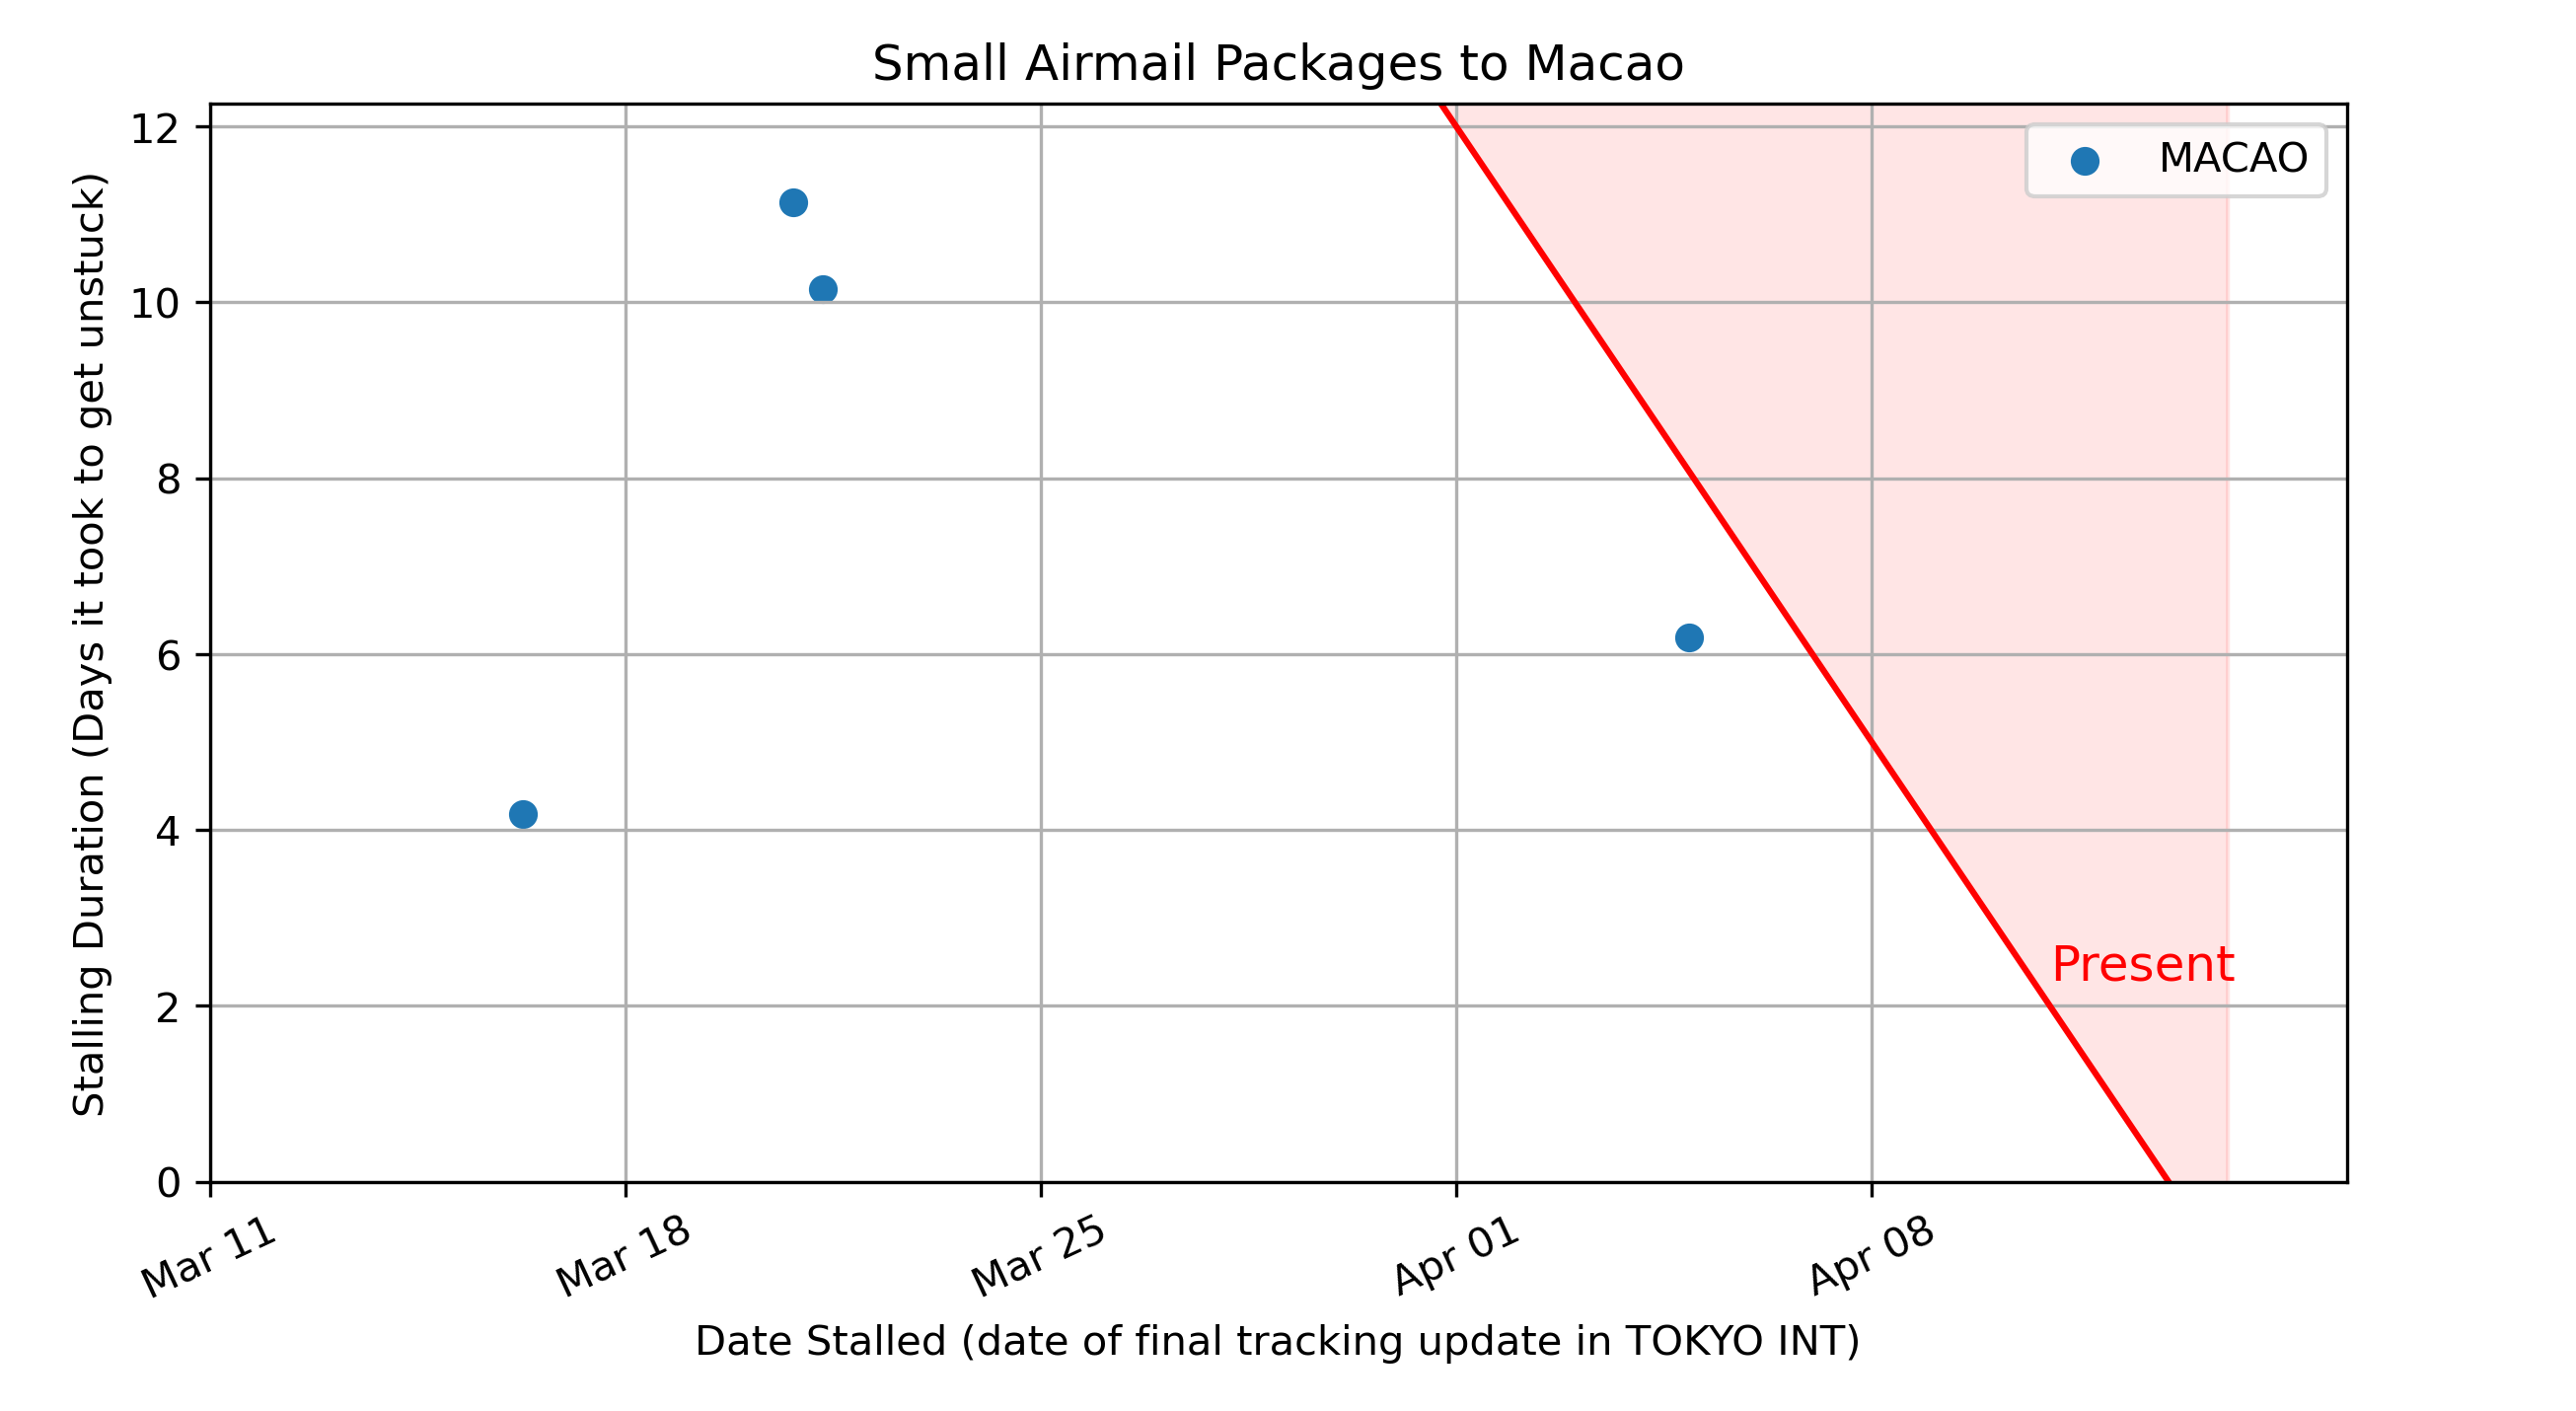 Small Airmail Packages to Macao
MACAO
Stalling Duration (Days it took to get unstuck)
12
10
8
6
4
2
0
Present
Mar 11
Mar 18
Mar 25
Apr 01
Apr 08
Date Stalled (date of final tracking update in TOKYO INT)